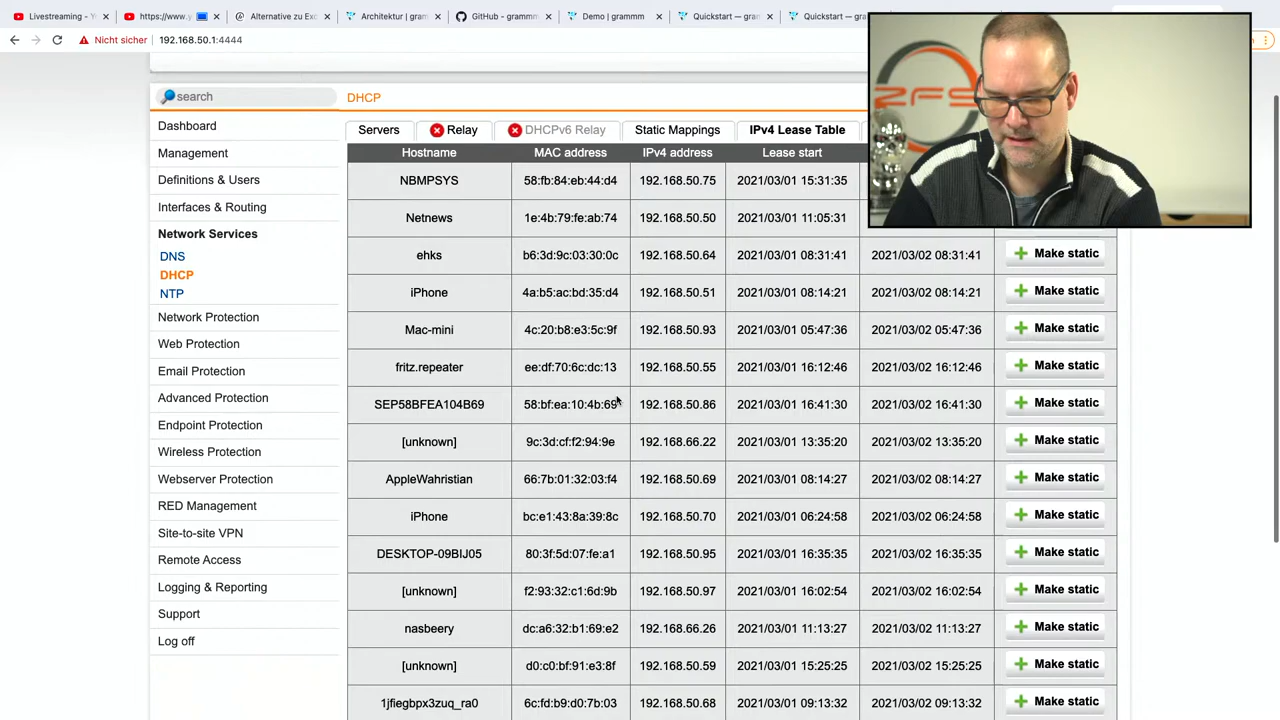 Livestreaming - Y
https://www.y
Alternative zu Exc
Architektur | gram
GitHub - grammm
Demo | grammm
Quickstart — gra
Quickstart — gra
Nicht sicher 192.168.50.1:4444
ZFS
search
DHCP
Dashboard
Management
Definitions & Users
Interfaces & Routing
Network Services
DNS
DHCP
NTP
Network Protection
Web Protection
Email Protection
Advanced Protection
Endpoint Protection
Wireless Protection
Webserver Protection
RED Management
Site-to-site VPN
Remote Access
Logging & Reporting
Support
Log off
Servers Relay DHCPv6 Relay Static Mappings IPv4 Lease Table
Hostname MAC address IPv4 address Lease start
NBMPSYS 58:fb:84:eb:44:d4 192.168.50.75 2021/03/01 15:31:35
Netnews 1e:4b:79:fe:ab:74 192.168.50.50 2021/03/01 11:05:31
ehks b6:3d:9c:03:30:0c 192.168.50.64 2021/03/01 08:31:41 2021/03/02 08:31:41 Make static
iPhone 4a:b5:ac:bd:35:d4 192.168.50.51 2021/03/01 08:14:21 2021/03/02 08:14:21 Make static
Mac-mini 4c:20:b8:e3:5c:9f 192.168.50.93 2021/03/01 05:47:36 2021/03/02 05:47:36 Make static
fritz.repeater ee:df:70:6c:dc:13 192.168.50.55 2021/03/01 16:12:46 2021/03/02 16:12:46 Make static
SEP58BFEA104B69 58:bf:ea:10:4b:69 192.168.50.86 2021/03/01 16:41:30 2021/03/02 16:41:30 Make static
[unknown] 9c:3d:cf:f2:94:9e 192.168.66.22 2021/03/01 13:35:20 2021/03/02 13:35:20 Make static
AppleWahristian 66:7b:01:32:03:f4 192.168.50.69 2021/03/01 08:14:27 2021/03/02 08:14:27 Make static
iPhone bc:e1:43:8a:39:8c 192.168.50.70 2021/03/01 06:24:58 2021/03/02 06:24:58 Make static
DESKTOP-09BIJ05 80:3f:5d:07:fe:a1 192.168.50.95 2021/03/01 16:35:35 2021/03/02 16:35:35 Make static
[unknown] f2:93:32:c1:6d:9b 192.168.50.97 2021/03/01 16:02:54 2021/03/02 16:02:54 Make static
nasbeery dc:a6:32:b1:69:e2 192.168.66.26 2021/03/01 11:13:27 2021/03/02 11:13:27 Make static
[unknown] d0:c0:bf:91:e3:8f 192.168.50.59 2021/03/01 15:25:25 2021/03/02 15:25:25 Make static
1jfiegbpx3zuq_ra0 6c:fd:b9:d0:7b:03 192.168.50.68 2021/03/01 09:13:32 2021/03/02 09:13:32 Make static